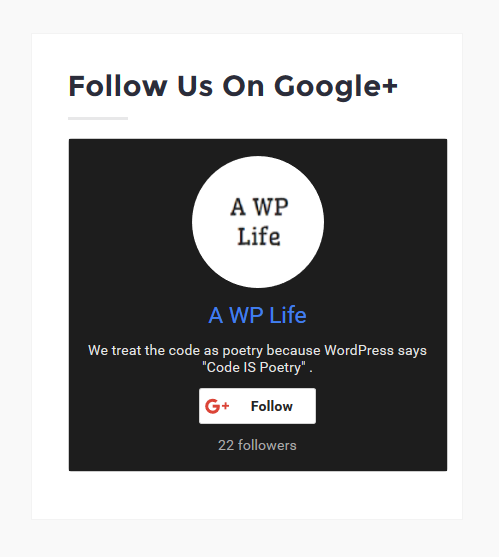 Follow Us On Google+
A WP
Life
A WP Life
We treat the code as poetry because WordPress says
"Code IS Poetry" .
G+ Follow
22 followers